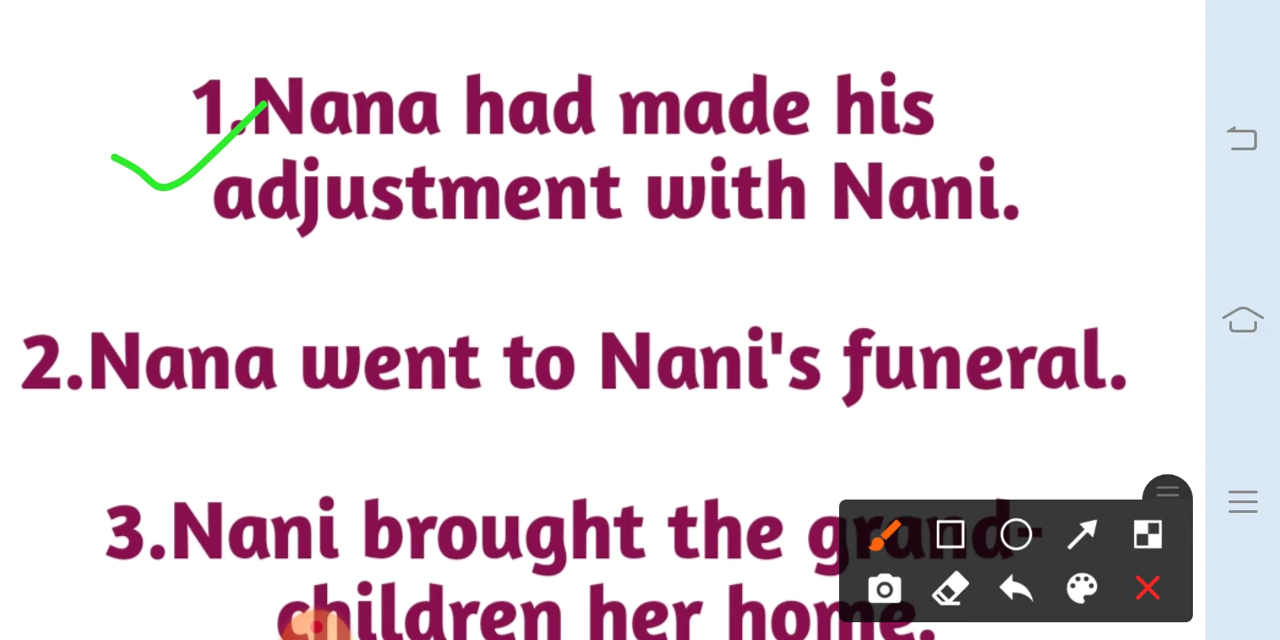 1.Nana had made his
adjustment with Nani.
2.Nana went to Nani's funeral.
3.Nani brought the grand-
children her home.